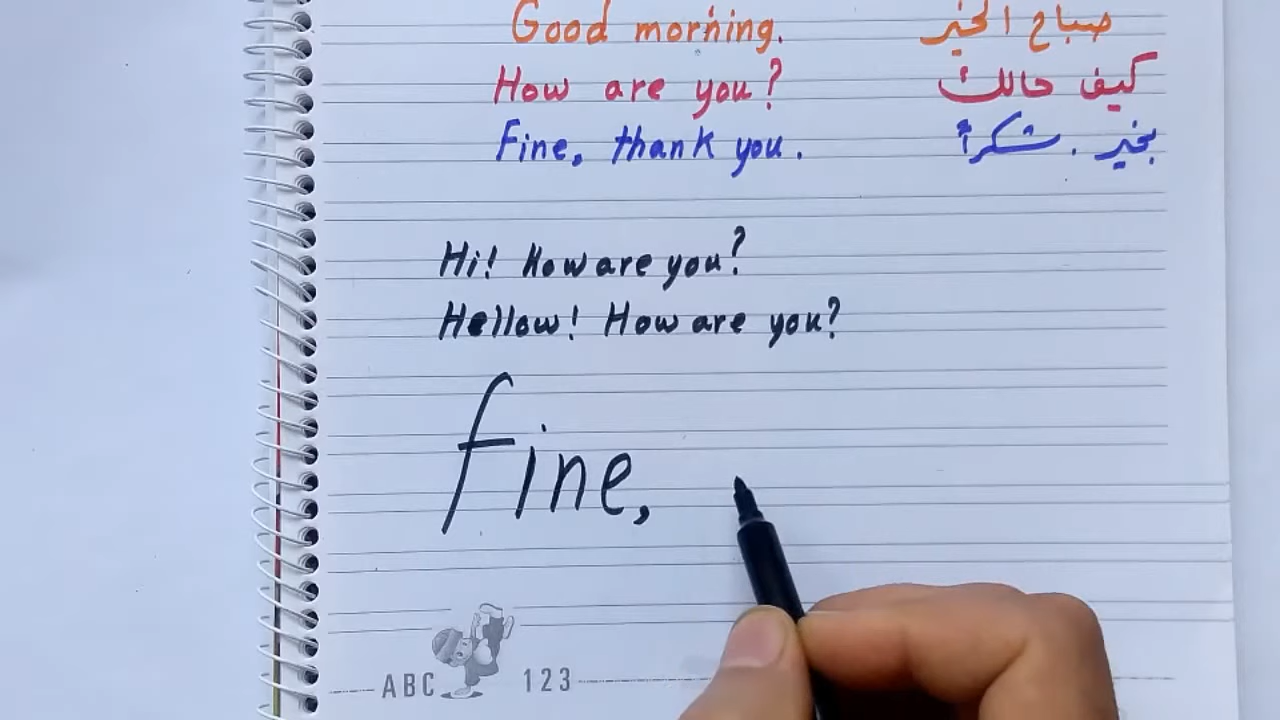 Good morning. صباح الخير
How are you? كيف حالك
Fine, thank you. بخير . شكراً
Hi! How are you?
Hellow! How are you?
fine,
ABC 123